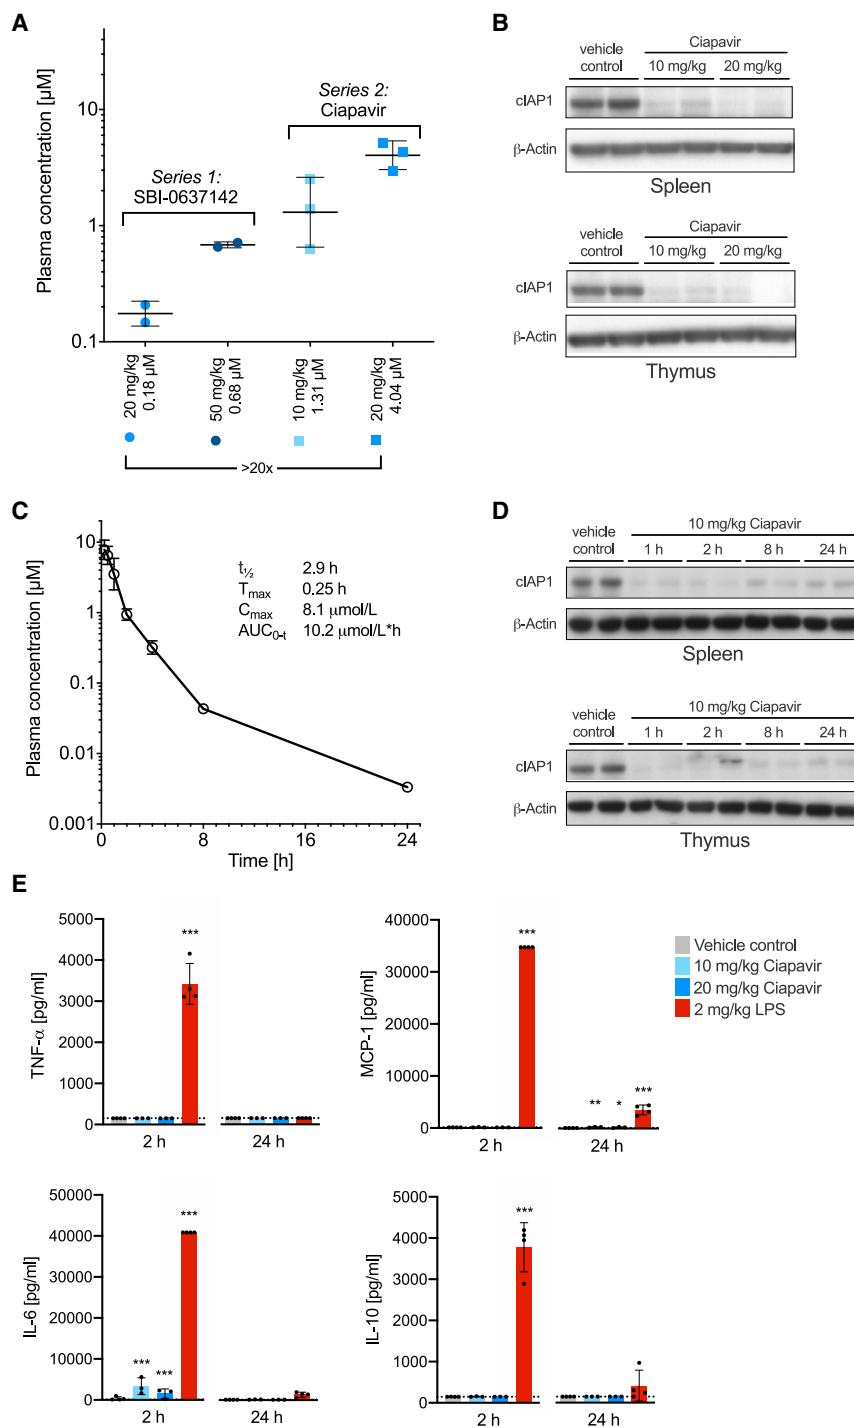 A
Plasma concentration [µM]
10
1
0.1
Series 1:
SBI-0637142
Series 2:
Ciapavir
20 mg/kg
0.18 µM
50 mg/kg
0.68 µM
10 mg/kg
1.31 µM
20 mg/kg
4.04 µM
>20x
B
vehicle
control
Ciapavir
10 mg/kg 20 mg/kg
cIAP1
β-Actin
Spleen
vehicle
control
Ciapavir
10 mg/kg 20 mg/kg
cIAP1
β-Actin
Thymus
C
Plasma concentration [µM]
10
1
0.1
0.01
0.001
0 8 16 24
Time [h]
t½ 2.9 h
Tmax 0.25 h
Cmax 8.1 µmol/L
AUC0-t 10.2 µmol/L*h
D
vehicle
control
10 mg/kg Ciapavir
1 h 2 h 8 h 24 h
cIAP1
β-Actin
Spleen
vehicle
control
10 mg/kg Ciapavir
1 h 2 h 8 h 24 h
cIAP1
β-Actin
Thymus
E
TNF-α [pg/ml]
5000
4000
3000
2000
1000
0
***
2 h 24 h
MCP-1 [pg/ml]
40000
30000
20000
10000
0
***
** * ***
2 h 24 h
Vehicle control
10 mg/kg Ciapavir
20 mg/kg Ciapavir
2 mg/kg LPS
IL-6 [pg/ml]
50000
40000
30000
20000
10000
0
*** *** ***
2 h 24 h
IL-10 [pg/ml]
5000
4000
3000
2000
1000
0
***
2 h 24 h